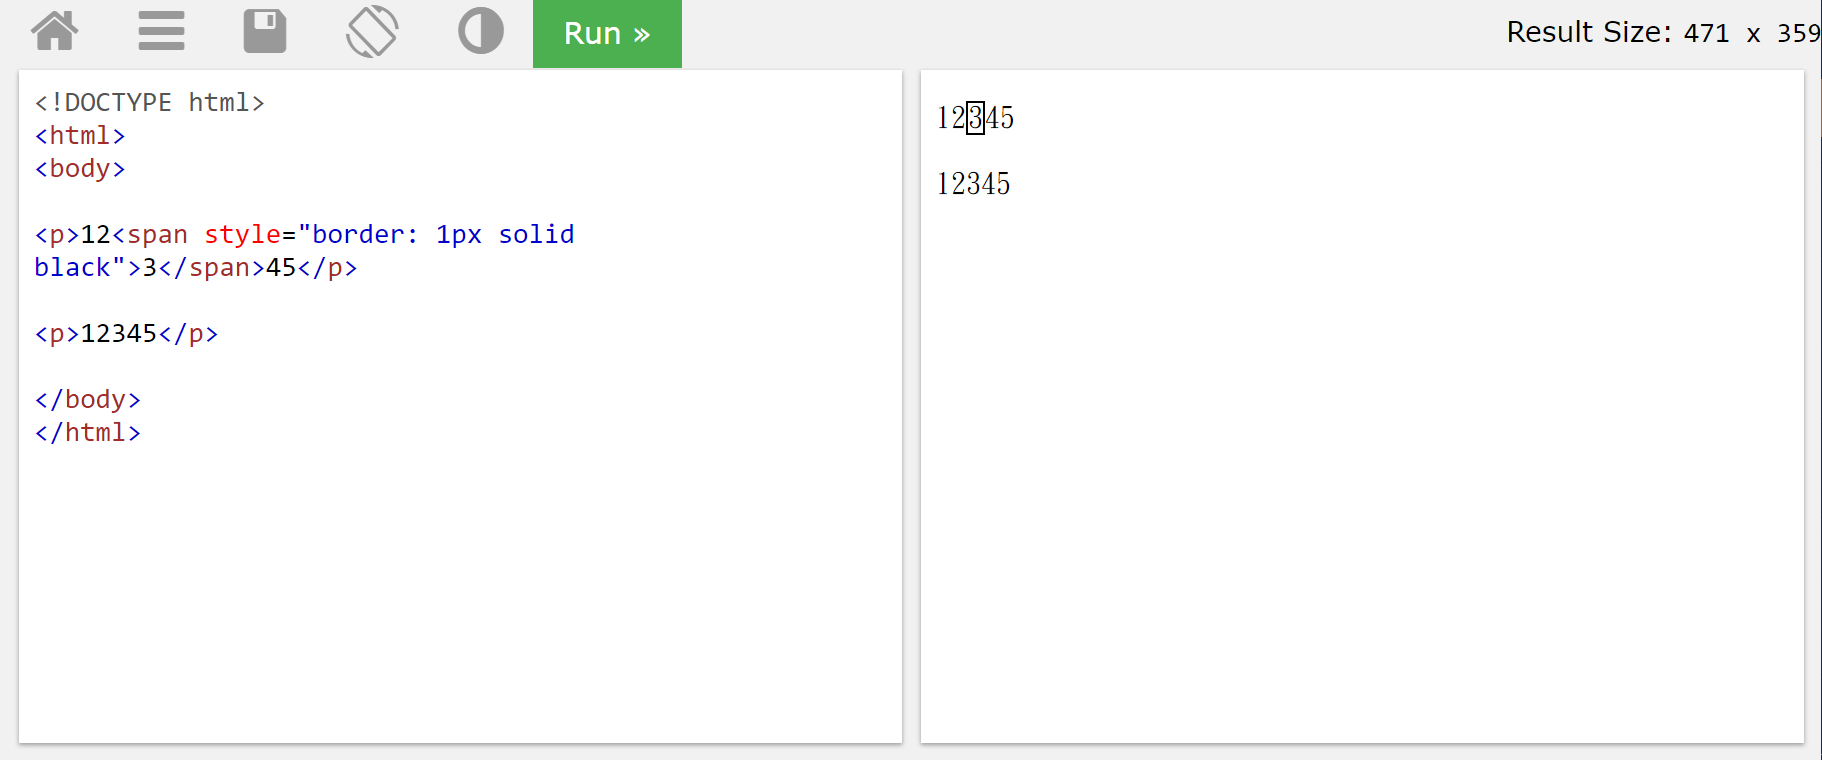 Run »
Result Size: 471 x 359
<!DOCTYPE html>
<html>
<body>
<p>12<span style="border: 1px solid
black">3</span>45</p>
<p>12345</p>
</body>
</html>
12345
12345